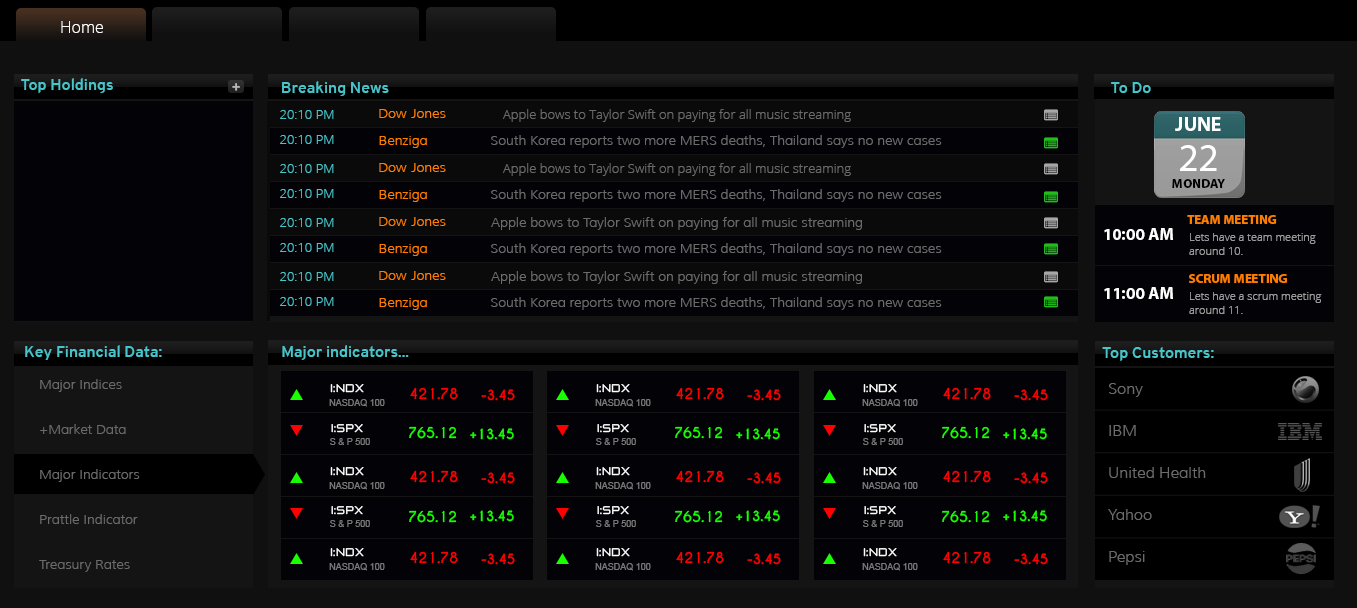 Home
Top Holdings +
Breaking News
20:10 PM Dow Jones Apple bows to Taylor Swift on paying for all music streaming
20:10 PM Benziga South Korea reports two more MERS deaths, Thailand says no new cases
20:10 PM Dow Jones Apple bows to Taylor Swift on paying for all music streaming
20:10 PM Benziga South Korea reports two more MERS deaths, Thailand says no new cases
20:10 PM Dow Jones Apple bows to Taylor Swift on paying for all music streaming
20:10 PM Benziga South Korea reports two more MERS deaths, Thailand says no new cases
20:10 PM Dow Jones Apple bows to Taylor Swift on paying for all music streaming
20:10 PM Benziga South Korea reports two more MERS deaths, Thailand says no new cases
To Do
JUNE
22
MONDAY
10:00 AM
TEAM MEETING
Lets have a team meeting
around 10.
11:00 AM
SCRUM MEETING
Lets have a scrum meeting
around 11.
Key Financial Data:
Major Indices
+Market Data
Major Indicators
Prattle Indicator
Treasury Rates
Major indicators...
I:NDX 421.78 -3.45
NASDAQ 100
I:SPX 765.12 +13.45
S & P 500
I:NDX 421.78 -3.45
NASDAQ 100
I:SPX 765.12 +13.45
S & P 500
I:NDX 421.78 -3.45
NASDAQ 100
I:NDX 421.78 -3.45
NASDAQ 100
I:SPX 765.12 +13.45
S & P 500
I:NDX 421.78 -3.45
NASDAQ 100
I:SPX 765.12 +13.45
S & P 500
I:NDX 421.78 -3.45
NASDAQ 100
I:NDX 421.78 -3.45
NASDAQ 100
I:SPX 765.12 +13.45
S & P 500
I:NDX 421.78 -3.45
NASDAQ 100
I:SPX 765.12 +13.45
S & P 500
I:NDX 421.78 -3.45
NASDAQ 100
Top Customers:
Sony
IBM IBM
United Health
Yahoo Y!
Pepsi PEPSI